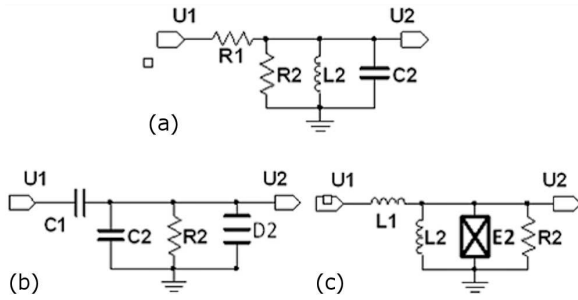 U1 U2
R1 R2 L2 C2
(a)
U1 U2 U1 U2
C1 C2 R2 D2 L1 L2 E2 R2
(b) (c)